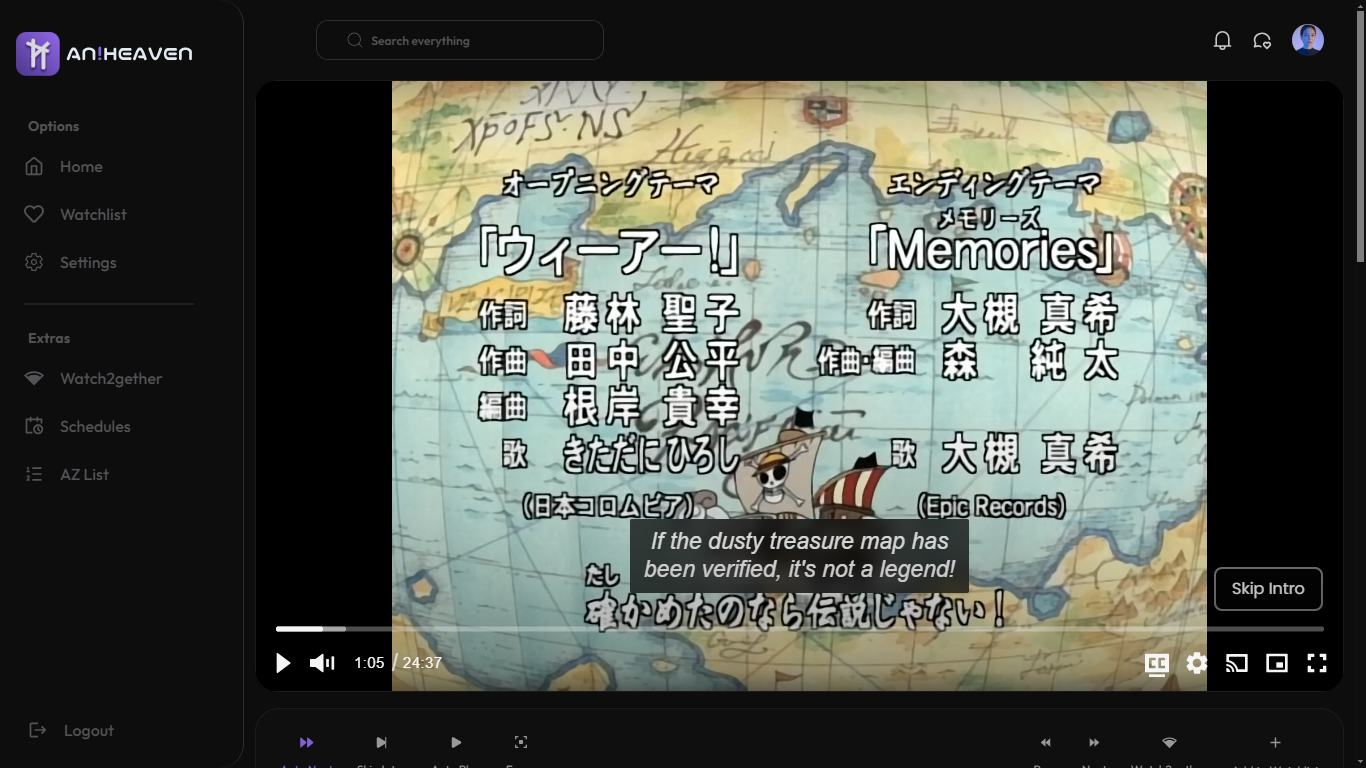 AN!HEAVEN
Search everything
Options
Home
Watchlist
Settings
Extras
Watch2gether
Schedules
AZ List
Logout
XpoFS·NS
オープニングテーマ
「ウィーアー!」
作詞 藤林 聖子
作曲 田中 公平
編曲 根岸 貴幸
歌 きただにひろし
(日本コロムビア)
エンディングテーマ
メモリーズ
「Memories」
作詞 大槻 真希
作曲・編曲 森 純太
歌 大槻 真希
(Epic Records)
If the dusty treasure map has
been verified, it's not a legend!
たし
確かめたのなら伝説じゃない!
Skip Intro
1:05 / 24:37
CC